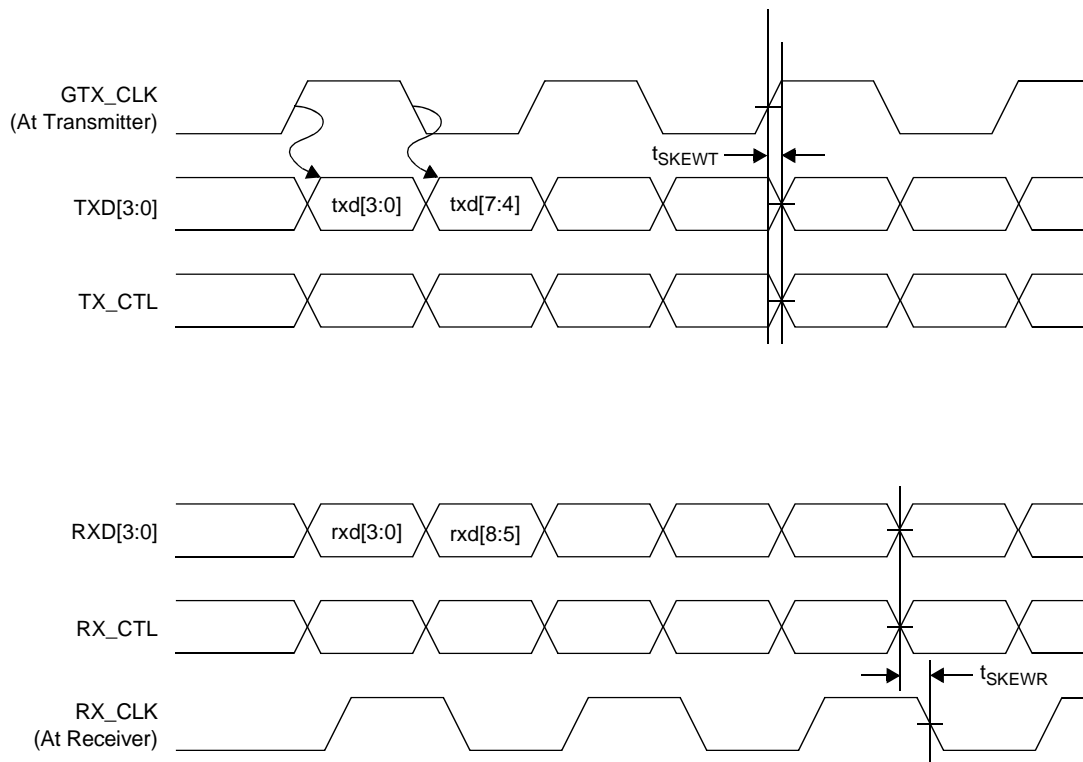 GTX_CLK
(At Transmitter)
tSKEWT
TXD[3:0]
txd[3:0]
txd[7:4]
TX_CTL
RXD[3:0]
rxd[3:0]
rxd[8:5]
RX_CTL
tSKEWR
RX_CLK
(At Receiver)